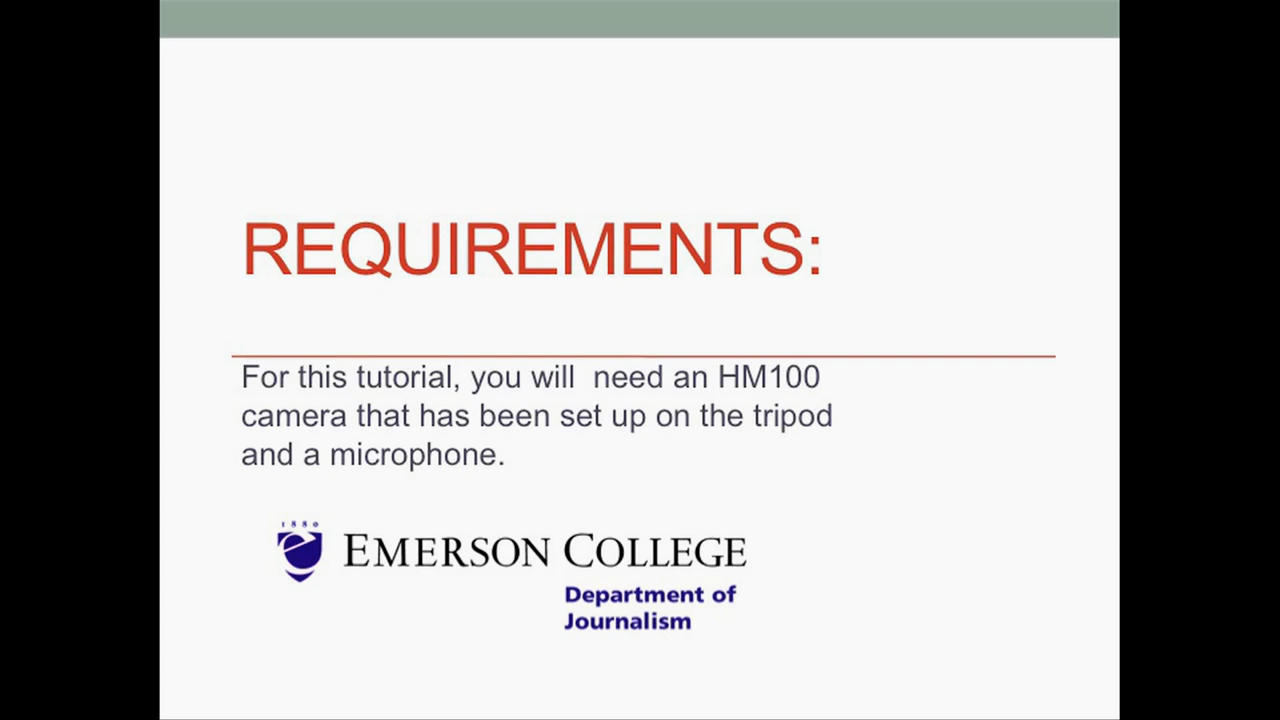 REQUIREMENTS:
For this tutorial, you will  need an HM100
camera that has been set up on the tripod
and a microphone.
1880
EMERSON COLLEGE
Department of
Journalism